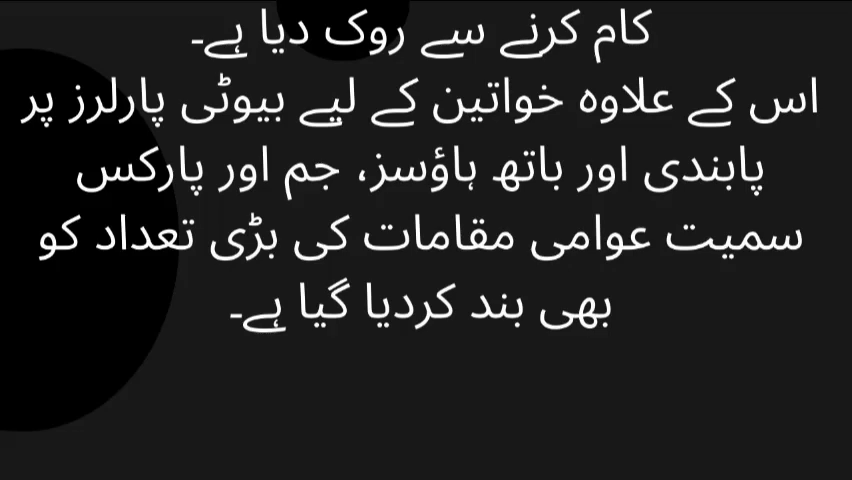 کام کرنے سے روک دیا ہے۔
اس کے علاوہ خواتین کے لیے بیوٹی پارلرز پر
پابندی اور باتھ ہاؤسز، جم اور پارکس
سمیت عوامی مقامات کی بڑی تعداد کو
بھی بند کردیا گیا ہے۔